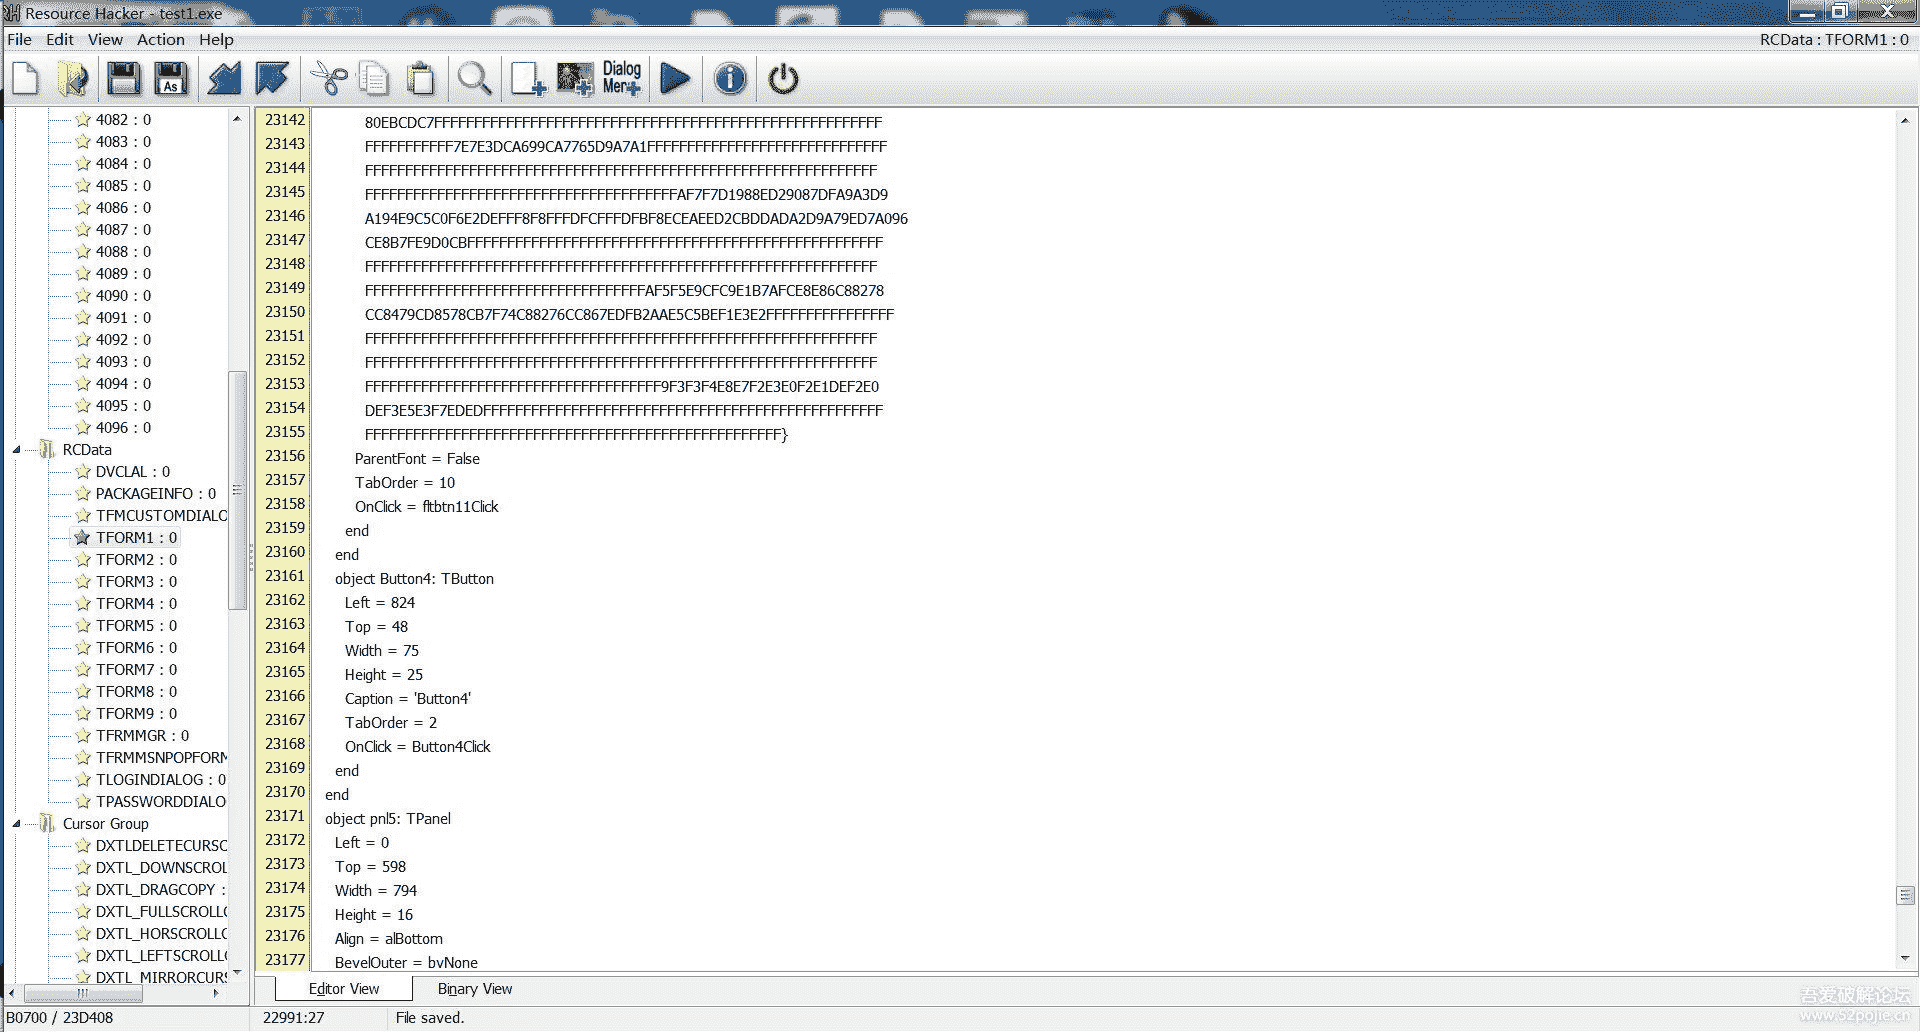 Resource Hacker - test1.exe
File Edit View Action Help
RCData : TFORM1 : 0
As
Dialog
Mer
4082 : 0
4083 : 0
4084 : 0
4085 : 0
4086 : 0
4087 : 0
4088 : 0
4089 : 0
4090 : 0
4091 : 0
4092 : 0
4093 : 0
4094 : 0
4095 : 0
4096 : 0
RCData
DVCLAL : 0
PACKAGEINFO : 0
TFMCUSTOMDIALO
TFORM1 : 0
TFORM2 : 0
TFORM3 : 0
TFORM4 : 0
TFORM5 : 0
TFORM6 : 0
TFORM7 : 0
TFORM8 : 0
TFORM9 : 0
TFRMMGR : 0
TFRMMSNPOPFORM
TLOGINDIALOG : 0
TPASSWORDDIALO
Cursor Group
DXTLDELETECURSO
DXTL_DOWNSCROL
DXTL_DRAGCOPY :
DXTL_FULLSCROLL
DXTL_HORSCROLLC
DXTL_LEFTSCROLL
DXTL_MIRRORCURS
23142 80EBCDC7FFFFFFFFFFFFFFFFFFFFFFFFFFFFFFFFFFFFFFFFFFFFFFFFFFFFFFFF
23143 FFFFFFFFFFF7E7E3DCA699CA7765D9A7A1FFFFFFFFFFFFFFFFFFFFFFFFFFFFFF
23144 FFFFFFFFFFFFFFFFFFFFFFFFFFFFFFFFFFFFFFFFFFFFFFFFFFFFFFFFFFFFFFFF
23145 FFFFFFFFFFFFFFFFFFFFFFFFFFFFFFFFFFFFFFFAF7F7D1988ED29087DFA9A3D9
23146 A194E9C5C0F6E2DEFFF8F8FFFDFCFFFDFBF8ECEAEED2CBDDADA2D9A79ED7A096
23147 CE8B7FE9D0CBFFFFFFFFFFFFFFFFFFFFFFFFFFFFFFFFFFFFFFFFFFFFFFFFFFFF
23148 FFFFFFFFFFFFFFFFFFFFFFFFFFFFFFFFFFFFFFFFFFFFFFFFFFFFFFFFFFFFFFFF
23149 FFFFFFFFFFFFFFFFFFFFFFFFFFFFFFFFFFFAF5F5E9CFC9E1B7AFCE8E86C88278
23150 CC8479CD8578CB7F74C88276CC867EDFB2AAE5C5BEF1E3E2FFFFFFFFFFFFFFFF
23151 FFFFFFFFFFFFFFFFFFFFFFFFFFFFFFFFFFFFFFFFFFFFFFFFFFFFFFFFFFFFFFFF
23152 FFFFFFFFFFFFFFFFFFFFFFFFFFFFFFFFFFFFFFFFFFFFFFFFFFFFFFFFFFFFFFFF
23153 FFFFFFFFFFFFFFFFFFFFFFFFFFFFFFFFFFFFF9F3F3F4E8E7F2E3E0F2E1DEF2E0
23154 DEF3E5E3F7EDEDFFFFFFFFFFFFFFFFFFFFFFFFFFFFFFFFFFFFFFFFFFFFFFFFFF
23155 FFFFFFFFFFFFFFFFFFFFFFFFFFFFFFFFFFFFFFFFFFFFFFFFFFFF}
23156 ParentFont = False
23157 TabOrder = 10
23158 OnClick = fltbtn11Click
23159 end
23160 end
23161 object Button4: TButton
23162 Left = 824
23163 Top = 48
23164 Width = 75
23165 Height = 25
23166 Caption = 'Button4'
23167 TabOrder = 2
23168 OnClick = Button4Click
23169 end
23170 end
23171 object pnl5: TPanel
23172 Left = 0
23173 Top = 598
23174 Width = 794
23175 Height = 16
23176 Align = alBottom
23177 BevelOuter = bvNone
Editor View Binary View
B0700 / 23D408 22991:27 File saved.
吾爱破解论坛
www.52pojie.cn